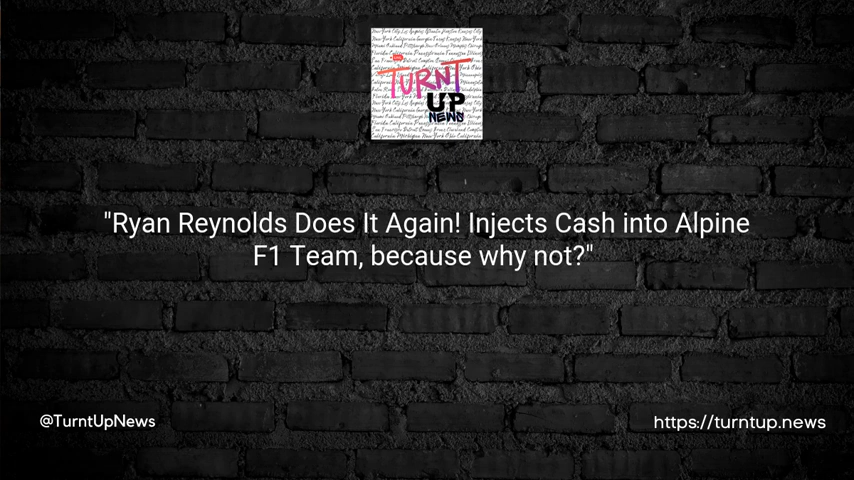 TURNT
UP
NEWS
"Ryan Reynolds Does It Again! Injects Cash into Alpine
F1 Team, because why not?"
@TurntUpNews
https://turntup.news